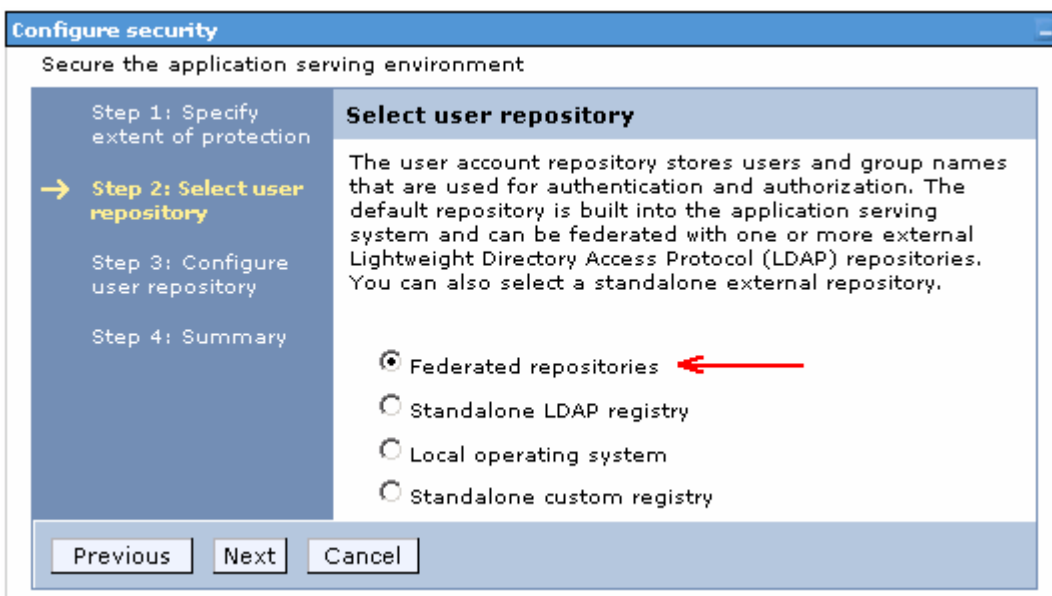 Configure security
Secure the application serving environment
Step 1: Specify
extent of protection
Step 2: Select user
repository
Step 3: Configure
user repository
Step 4: Summary
Select user repository
The user account repository stores users and group names
that are used for authentication and authorization. The
default repository is built into the application serving
system and can be federated with one or more external
Lightweight Directory Access Protocol (LDAP) repositories.
You can also select a standalone external repository.
Federated repositories
Standalone LDAP registry
Local operating system
Standalone custom registry
Previous Next Cancel